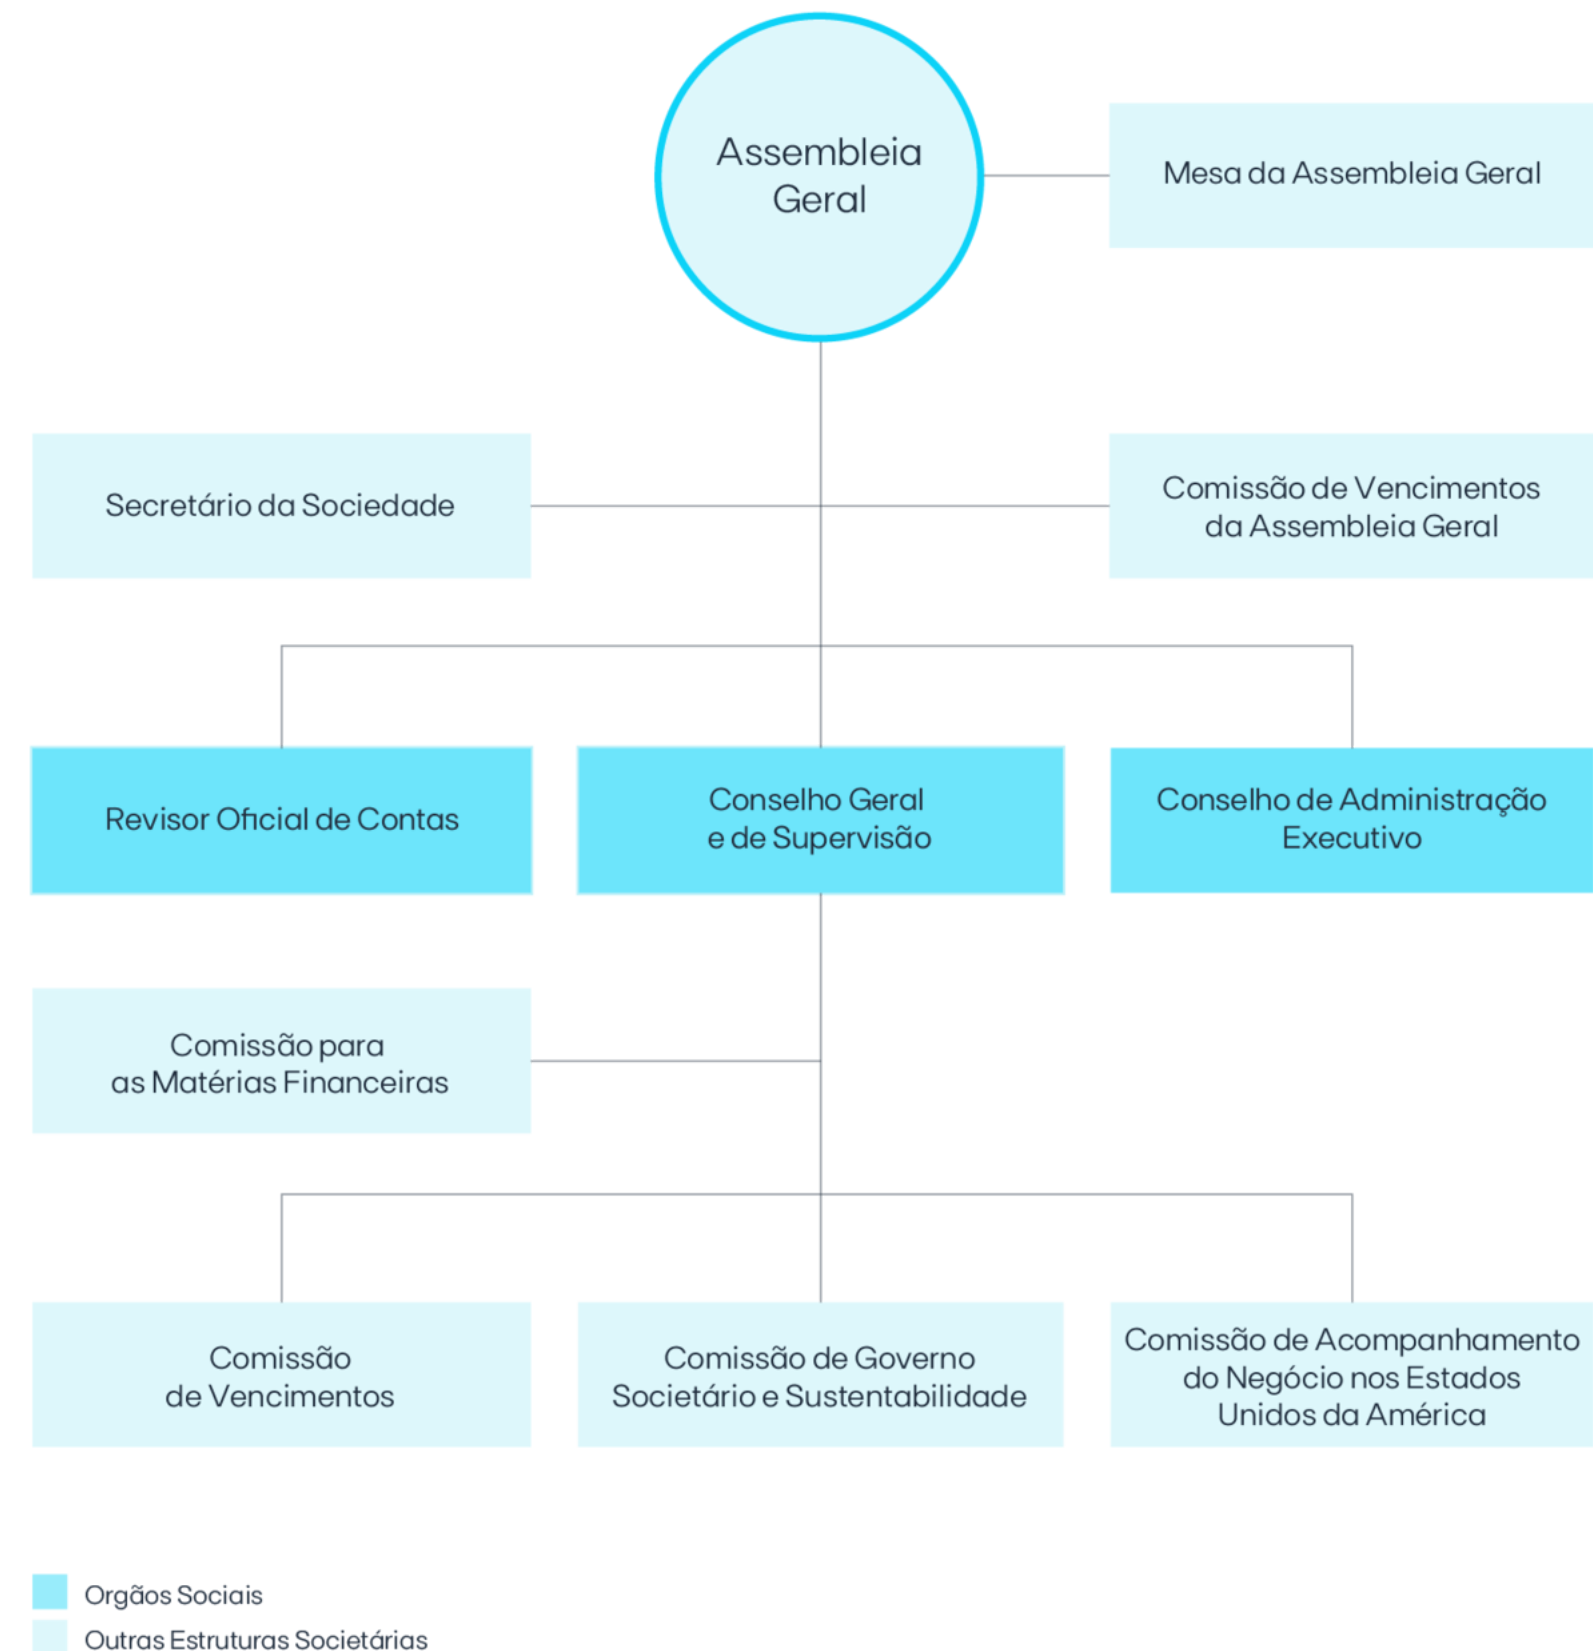 Assembleia
Geral
Mesa da Assembleia Geral
Secretário da Sociedade
Comissão de Vencimentos
da Assembleia Geral
Revisor Oficial de Contas
Conselho Geral
e de Supervisão
Conselho de Administração
Executivo
Comissão para
as Matérias Financeiras
Comissão
de Vencimentos
Comissão de Governo
Societário e Sustentabilidade
Comissão de Acompanhamento
do Negócio nos Estados
Unidos da América
Orgãos Sociais
Outras Estruturas Societárias